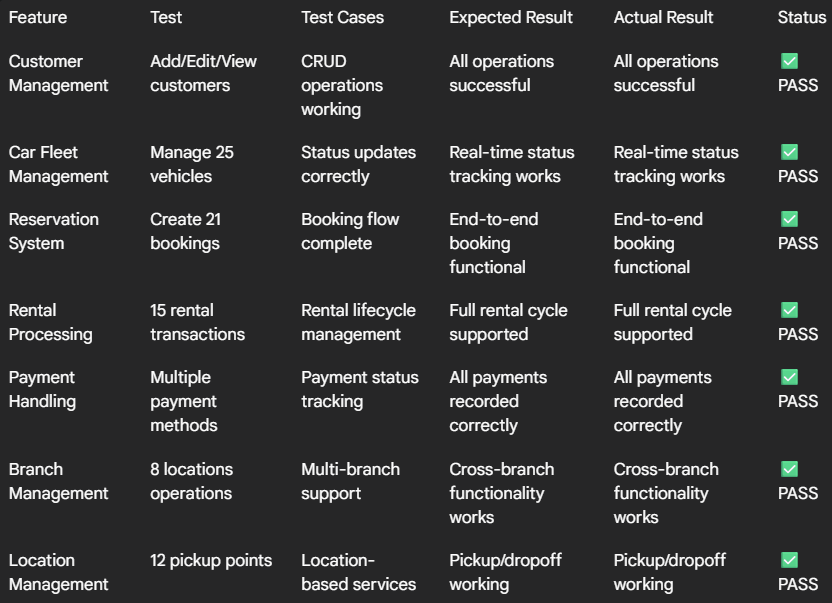 Feature Test Test Cases Expected Result Actual Result Status
Customer Add/Edit/View CRUD All operations All operations ✅
Management customers operations successful successful PASS
working
Car Fleet Manage 25 Status updates Real-time status Real-time status ✅
Management vehicles correctly tracking works tracking works PASS
Reservation Create 21 Booking flow End-to-end End-to-end ✅
System bookings complete booking booking PASS
functional functional
Rental 15 rental Rental lifecycle Full rental cycle Full rental cycle ✅
Processing transactions management supported supported PASS
Payment Multiple Payment status All payments All payments ✅
Handling payment tracking recorded recorded PASS
methods correctly correctly
Branch 8 locations Multi-branch Cross-branch Cross-branch ✅
Management operations support functionality functionality PASS
works works
Location 12 pickup points Location- Pickup/dropoff Pickup/dropoff ✅
Management based services working working PASS